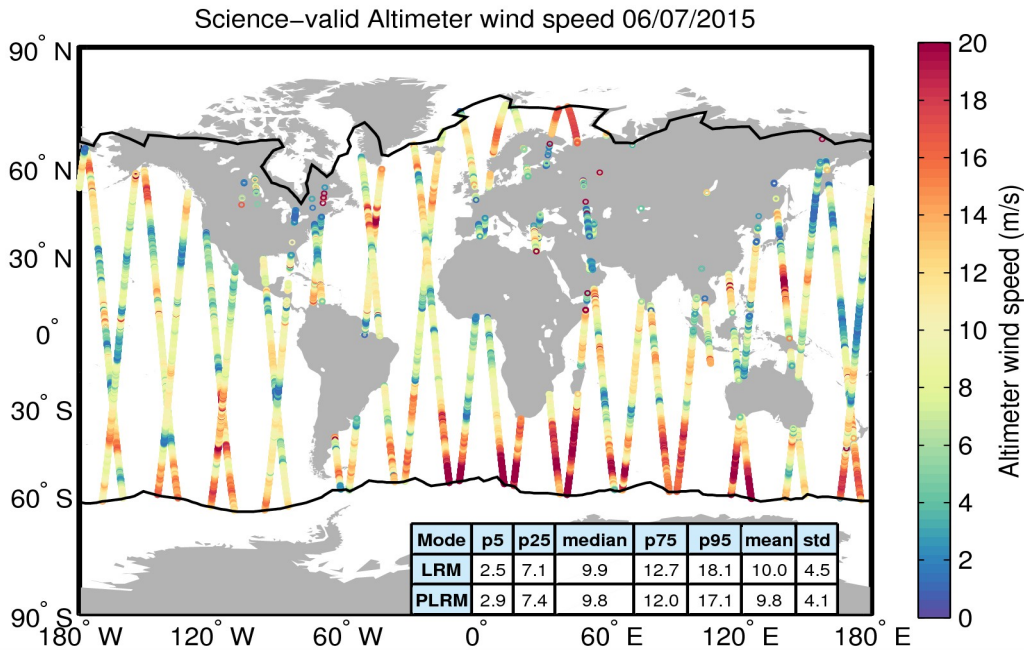 Science−valid Altimeter wind speed 06/07/2015
90° N
60° N
30° N
0°
30° S
60° S
90° S
180° W
120° W
60° W
0°
60° E
120° E
180° E
Mode p5 p25 median p75 p95 mean std
LRM 2.5 7.1 9.9 12.7 18.1 10.0 4.5
PLRM 2.9 7.4 9.8 12.0 17.1 9.8 4.1
20
18
16
14
12
10
8
6
4
2
0
Altimeter wind speed (m/s)